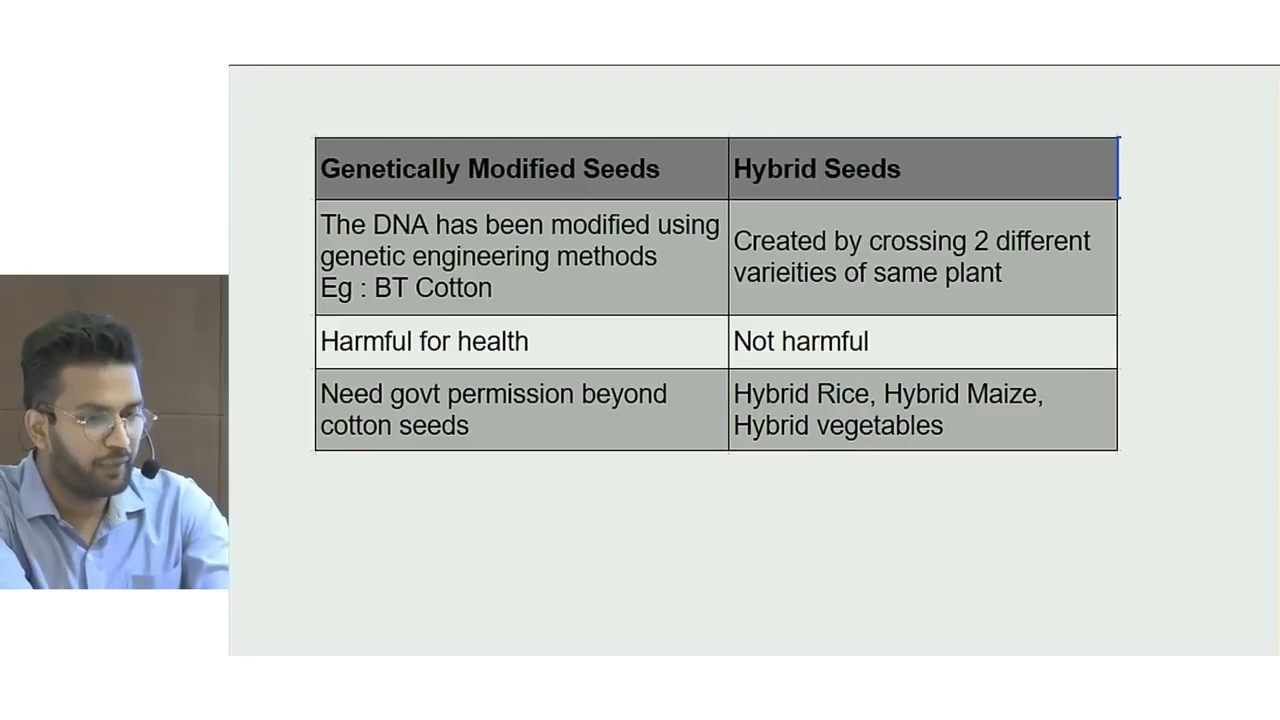 Genetically Modified Seeds
Hybrid Seeds
The DNA has been modified using
genetic engineering methods
Eg : BT Cotton
Created by crossing 2 different
varieities of same plant
Harmful for health
Not harmful
Need govt permission beyond
cotton seeds
Hybrid Rice, Hybrid Maize,
Hybrid vegetables